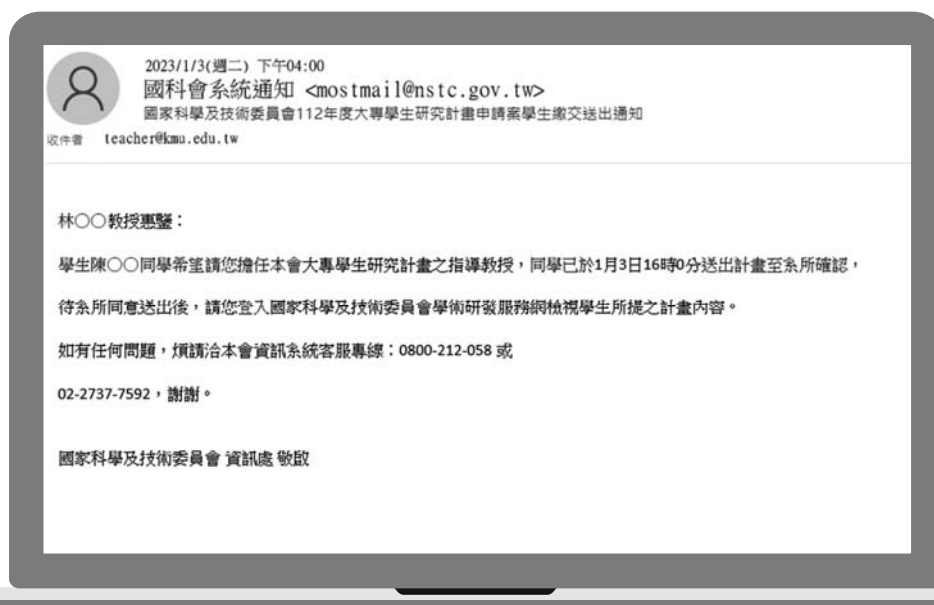 2023/1/3(週二) 下午04:00
國科會系統通知 <mostmail@nstc.gov.tw>
國家科學及技術委員會112年度大專學生研究計畫申請案學生繳交送出通知
收件者 teacher@kmu.edu.tw
林○○教授惠鑒：
學生陳○○同學希望請您擔任本會大專學生研究計畫之指導教授，同學已於1月3日16時0分送出計畫至系所確認，
待系所同意送出後，請您登入國家科學及技術委員會學術研發服務網檢視學生所提之計畫內容。
如有任何問題，煩請洽本會資訊系統客服專線：0800-212-058 或
02-2737-7592，謝謝。
國家科學及技術委員會 資訊處 敬啟